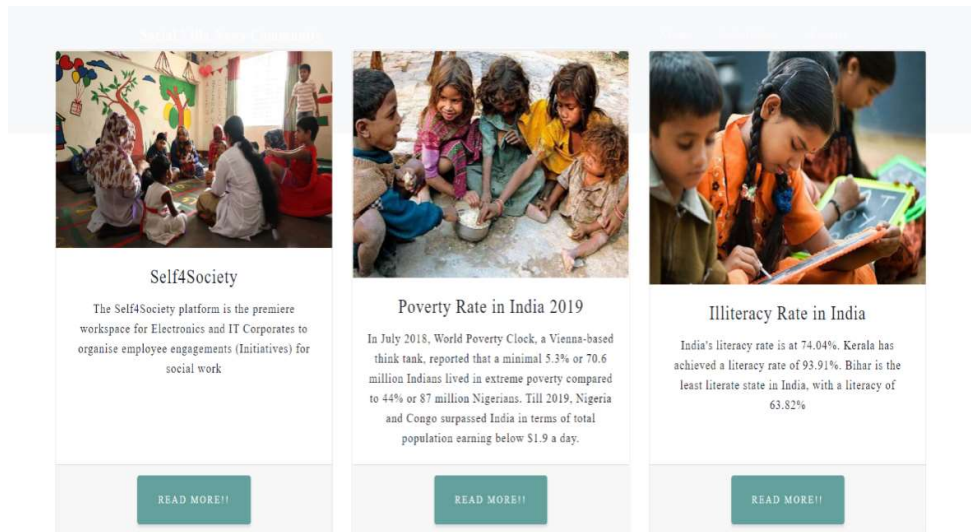 Self4Society
The Self4Society platform is the premiere
workspace for Electronics and IT Corporates to
organise employee engagements (Initiatives) for
social work
READ MORE!!
Poverty Rate in India 2019
In July 2018, World Poverty Clock, a Vienna-based
think tank, reported that a minimal 5.3% or 70.6
million Indians lived in extreme poverty compared
to 44% or 87 million Nigerians. Till 2019, Nigeria
and Congo surpassed India in terms of total
population earning below $1.9 a day.
READ MORE!!
Illiteracy Rate in India
India's literacy rate is at 74.04%. Kerala has
achieved a literacy rate of 93.91%. Bihar is the
least literate state in India, with a literacy of
63.82%
READ MORE!!